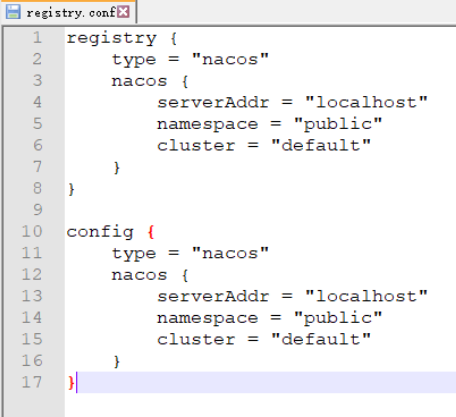 registry.conf
1 registry {
2     type = "nacos"
3     nacos {
4         serverAddr = "localhost"
5         namespace = "public"
6         cluster = "default"
7     }
8 }
9
10 config {
11     type = "nacos"
12     nacos {
13         serverAddr = "localhost"
14         namespace = "public"
15         cluster = "default"
16     }
17 }